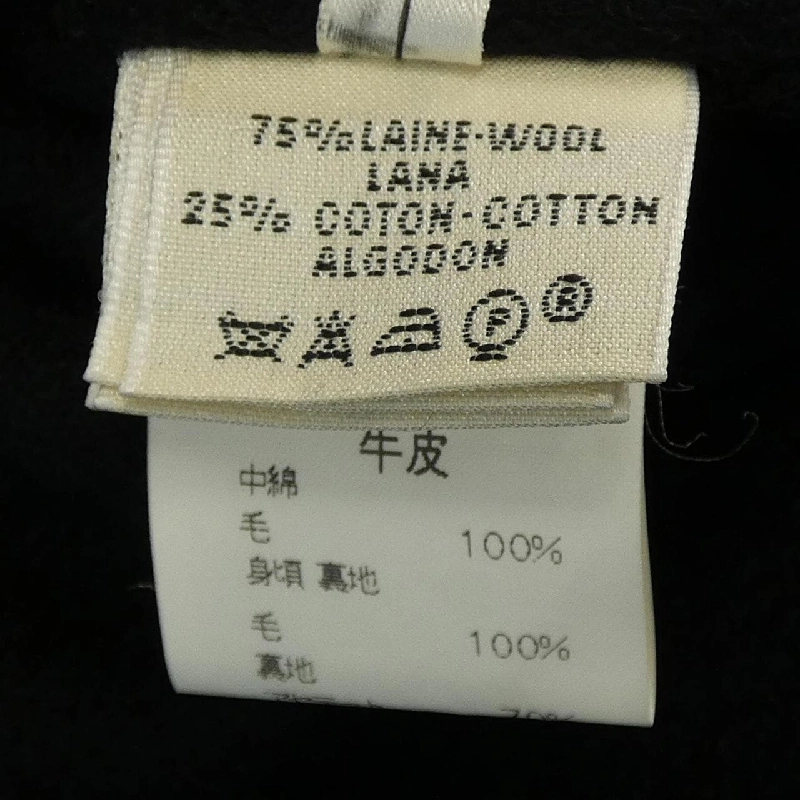 75% LAINE-WOOL
LANA
25% COTON-COTTON
ALGODON
P
®
牛皮
中綿
毛 100%
身頃 裏地
毛 100%
裏地
70%